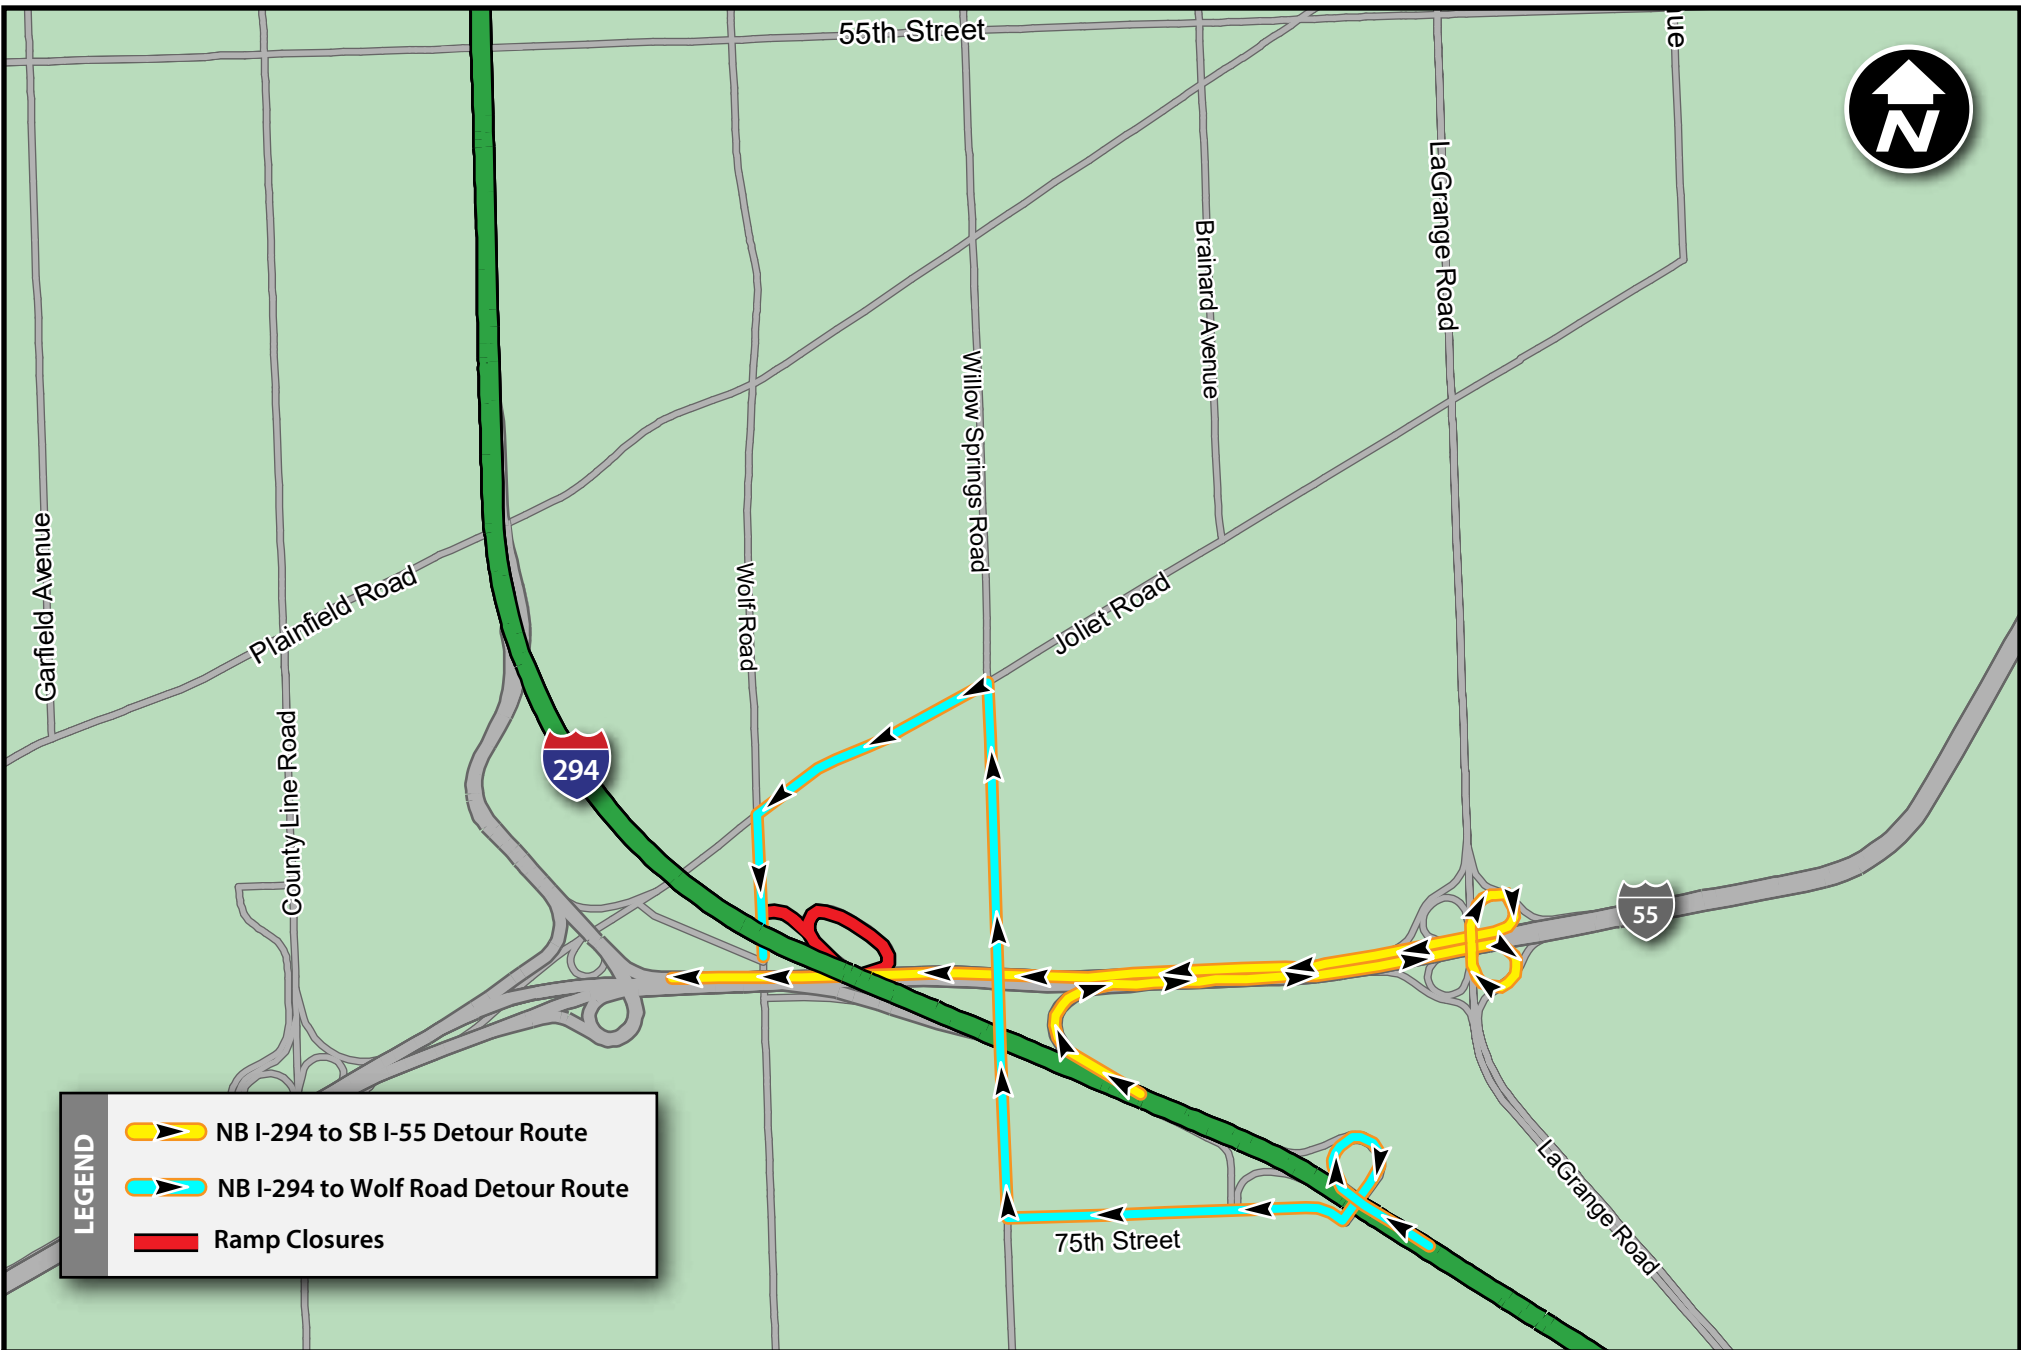 55th Street
ue
N
LaGrange Road
Brainard Avenue
Willow Springs Road
Garfield Avenue
Plainfield Road
Wolf Road
Joliet Road
County Line Road
294
55
LaGrange Road
75th Street
LEGEND
NB I-294 to SB I-55 Detour Route
NB I-294 to Wolf Road Detour Route
Ramp Closures